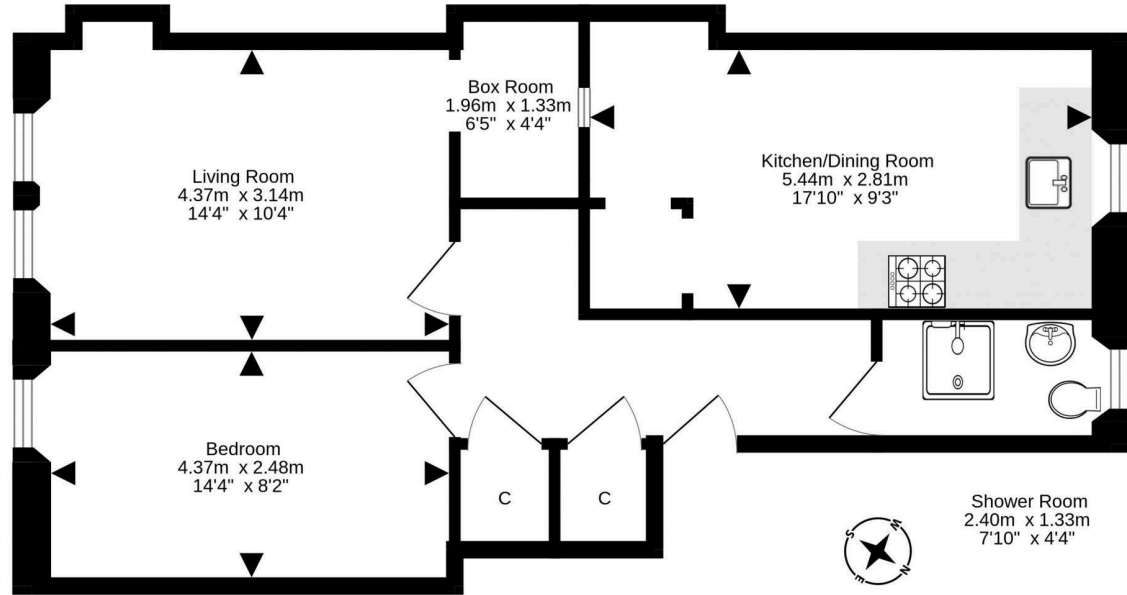 Box Room
1.96m x 1.33m
6'5" x 4'4"
Living Room
4.37m x 3.14m
14'4" x 10'4"
Kitchen/Dining Room
5.44m x 2.81m
17'10" x 9'3"
Bedroom
4.37m x 2.48m
14'4" x 8'2"
C
C
Shower Room
2.40m x 1.33m
7'10" x 4'4"
S
W
E
N